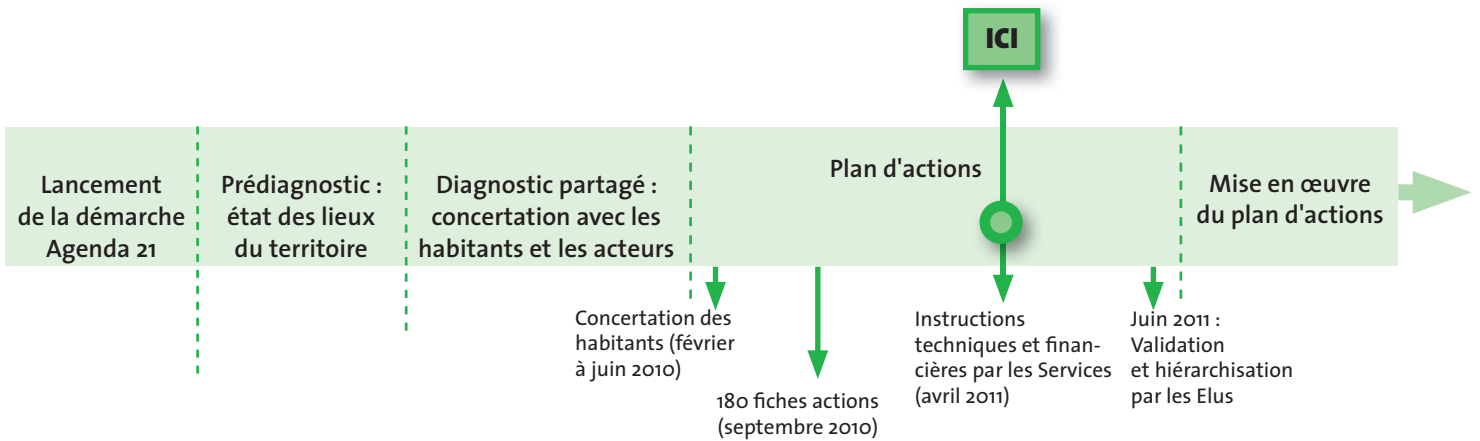 ICI
Lancement
de la démarche
Agenda 21
Prédiagnostic :
état des lieux
du territoire
Diagnostic partagé :
concertation avec les
habitants et les acteurs
Plan d'actions
Mise en œuvre
du plan d'actions
Concertation des
habitants (février
à juin 2010)
180 fiches actions
(septembre 2010)
Instructions
techniques et finan-
cières par les Services
(avril 2011)
Juin 2011 :
Validation
et hiérarchisation
par les Elus